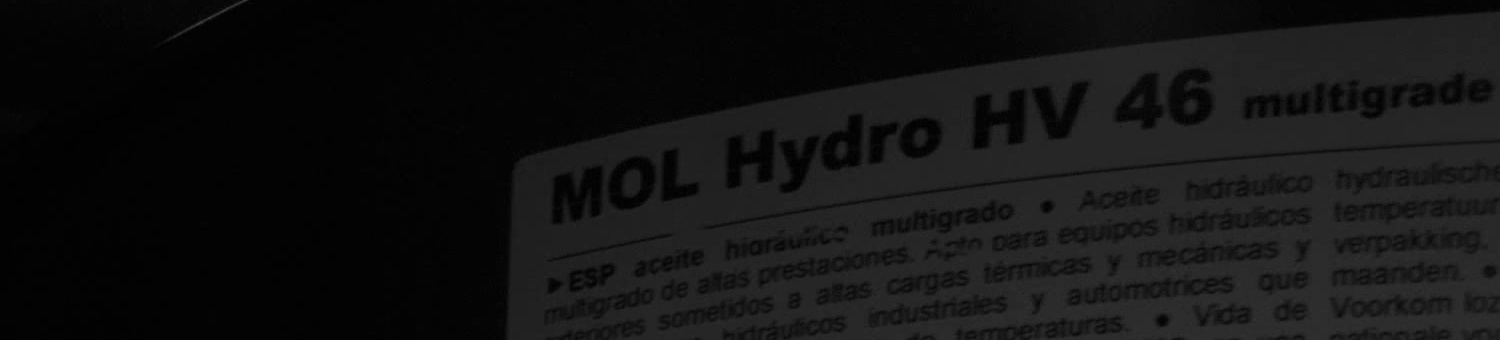 MOL Hydro HV 46 multigrade
▶ESP aceite hidráulico multigrado • Aceite hidráulico
multigrado de altas prestaciones. Apto para equipos hidráulicos
sometidos a altas cargas térmicas y mecánicas y
hidráulicos industriales y automotrices que
temperaturas. • Vida de
hydraulische
verpakking.
maanden. •
Voorkom